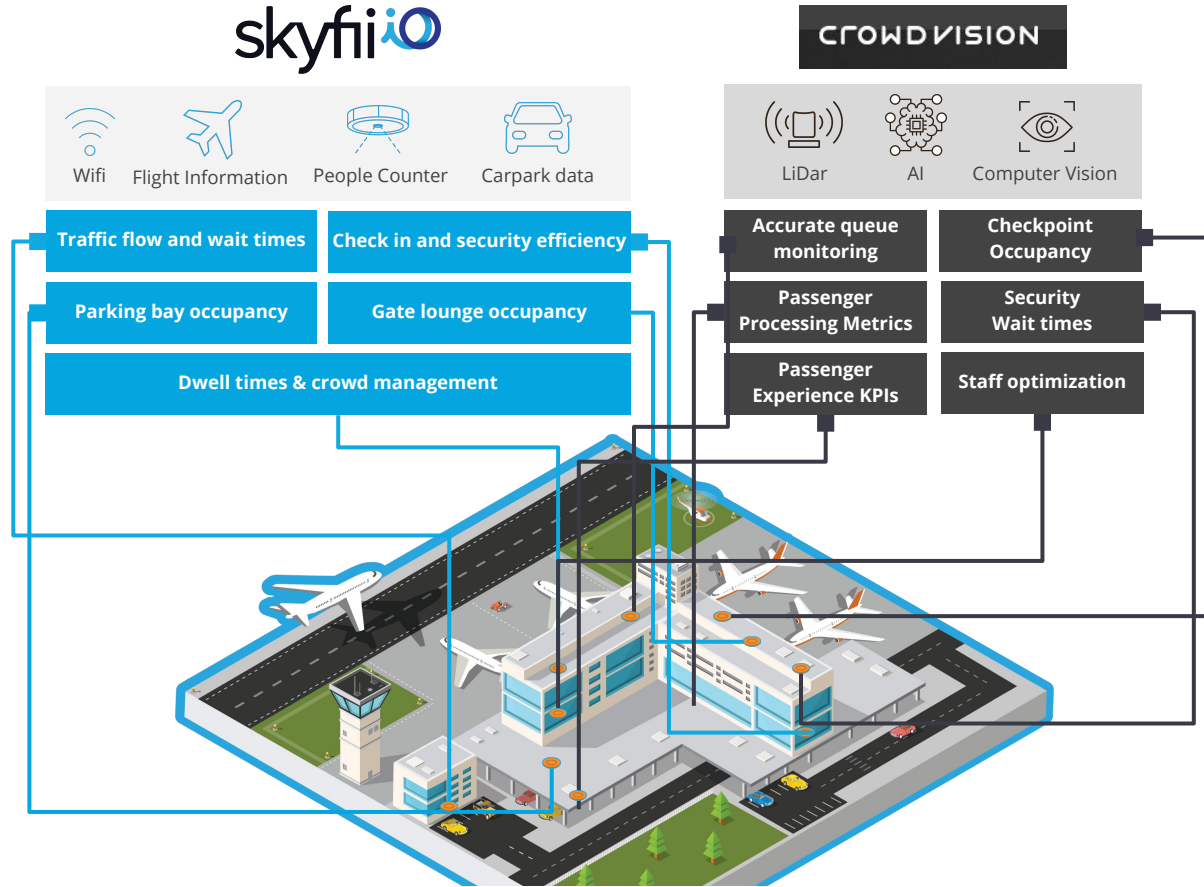 skyfii io
CROWDVISION
Wifi
Flight Information
People Counter
Carpark data
LiDar
AI
Computer Vision
Traffic flow and wait times
Check in and security efficiency
Parking bay occupancy
Gate lounge occupancy
Dwell times & crowd management
Accurate queue
monitoring
Checkpoint
Occupancy
Passenger
Processing Metrics
Security
Wait times
Passenger
Experience KPIs
Staff optimization